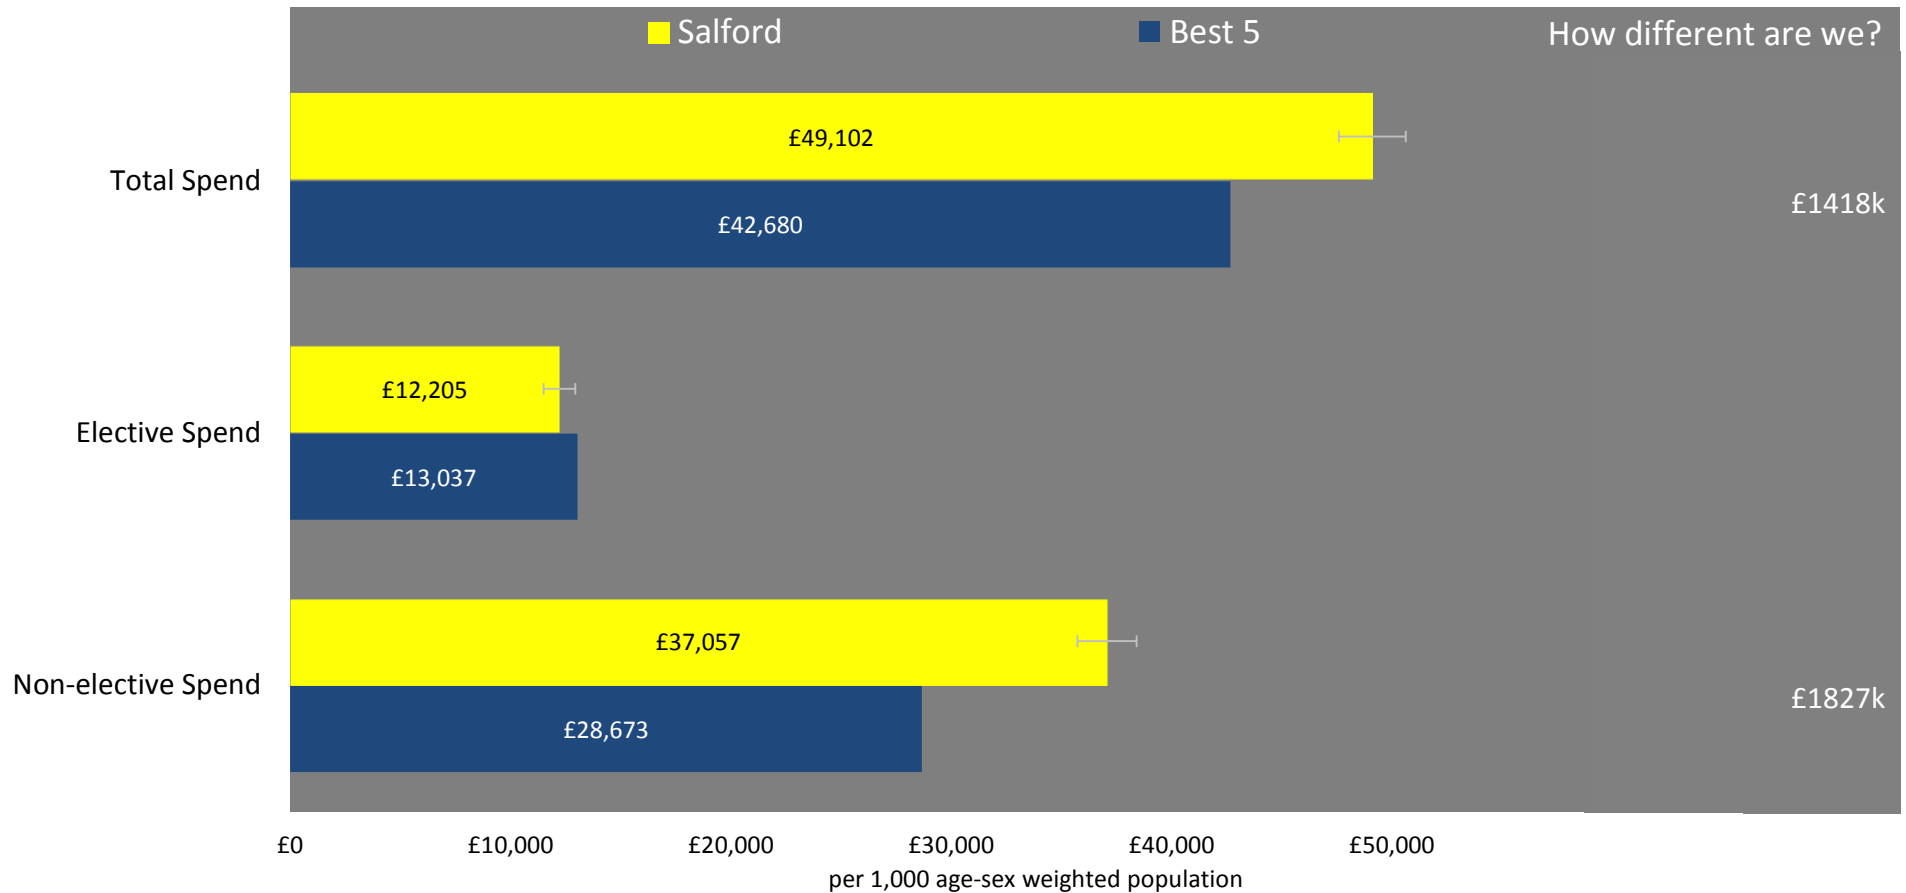 Salford
Best 5
How different are we?
Total Spend
£49,102
£42,680
£1418k
Elective Spend
£12,205
£13,037
Non-elective Spend
£37,057
£28,673
£1827k
£0 £10,000 £20,000 £30,000 £40,000 £50,000
per 1,000 age-sex weighted population